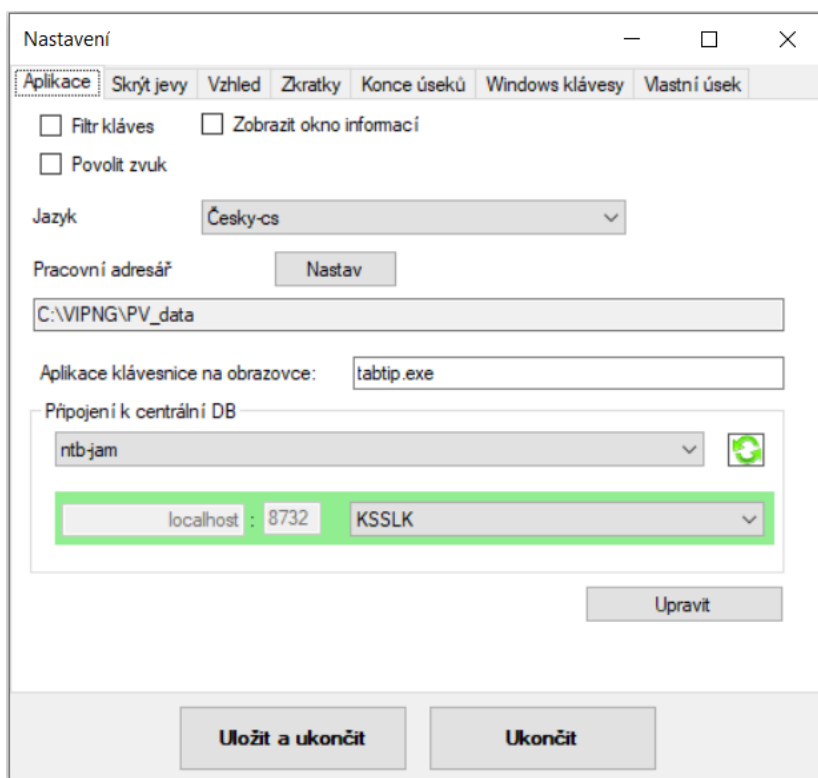 Nastavení
Aplikace Skrýt jevy Vzhled Zkratky Konce úseků Windows klávesy Vlastní úsek
Filtr kláves Zobrazit okno informací
Povolit zvuk
Jazyk Česky-cs
Pracovní adresář Nastav
C:\VIPNG\PV_data
Aplikace klávesnice na obrazovce: tabtip.exe
Připojení k centrální DB
ntb-jam
localhost : 8732 KSSLK
Upravit
Uložit a ukončit Ukončit